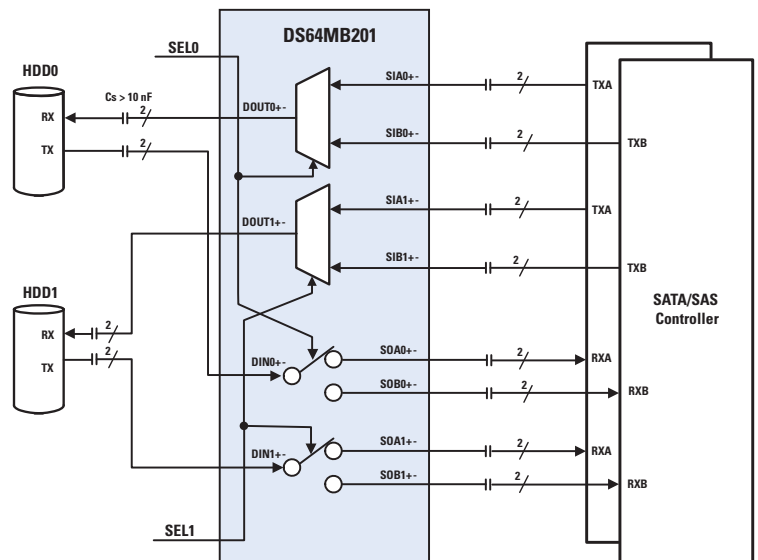 DS64MB201
SEL0
HDD0
Cs > 10 nF
RX
2
TX
2
DOUT0+-
SIA0+-
2
TXA
SIB0+-
2
TXB
SIA1+-
2
TXA
DOUT1+-
SIB1+-
2
TXB
SATA/SAS
Controller
HDD1
RX
2
TX
2
DIN0+-
SOA0+-
2
RXA
SOB0+-
2
RXB
DIN1+-
SOA1+-
2
RXA
SOB1+-
2
RXB
SEL1